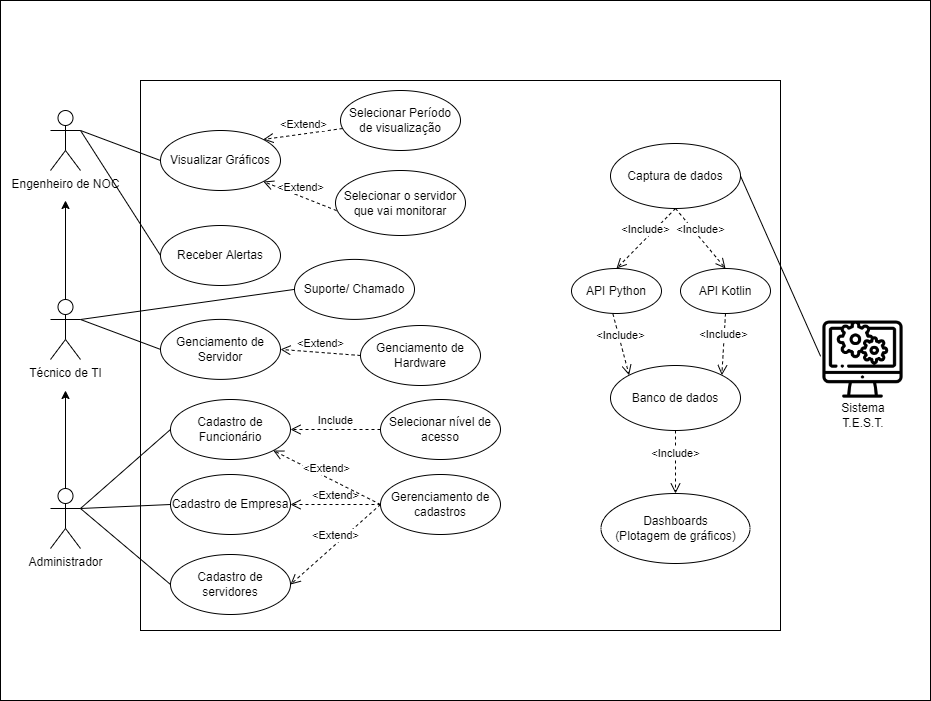 Engenheiro de NOC
Técnico de TI
Administrador
Visualizar Gráficos
<Extend>
Selecionar Período
de visualização
<Extend>
Selecionar o servidor
que vai monitorar
Receber Alertas
Suporte/ Chamado
Genciamento de
Servidor
<Extend>
Genciamento de
Hardware
Cadastro de
Funcionário
Include
Selecionar nível de
acesso
<Extend>
Cadastro de Empresa
<Extend>
Gerenciamento de
cadastros
<Extend>
Cadastro de
servidores
Captura de dados
<Include>
<Include>
API Python
API Kotlin
<Include>
<Include>
Banco de dados
<Include>
Dashboards
(Plotagem de gráficos)
Sistema
T.E.S.T.